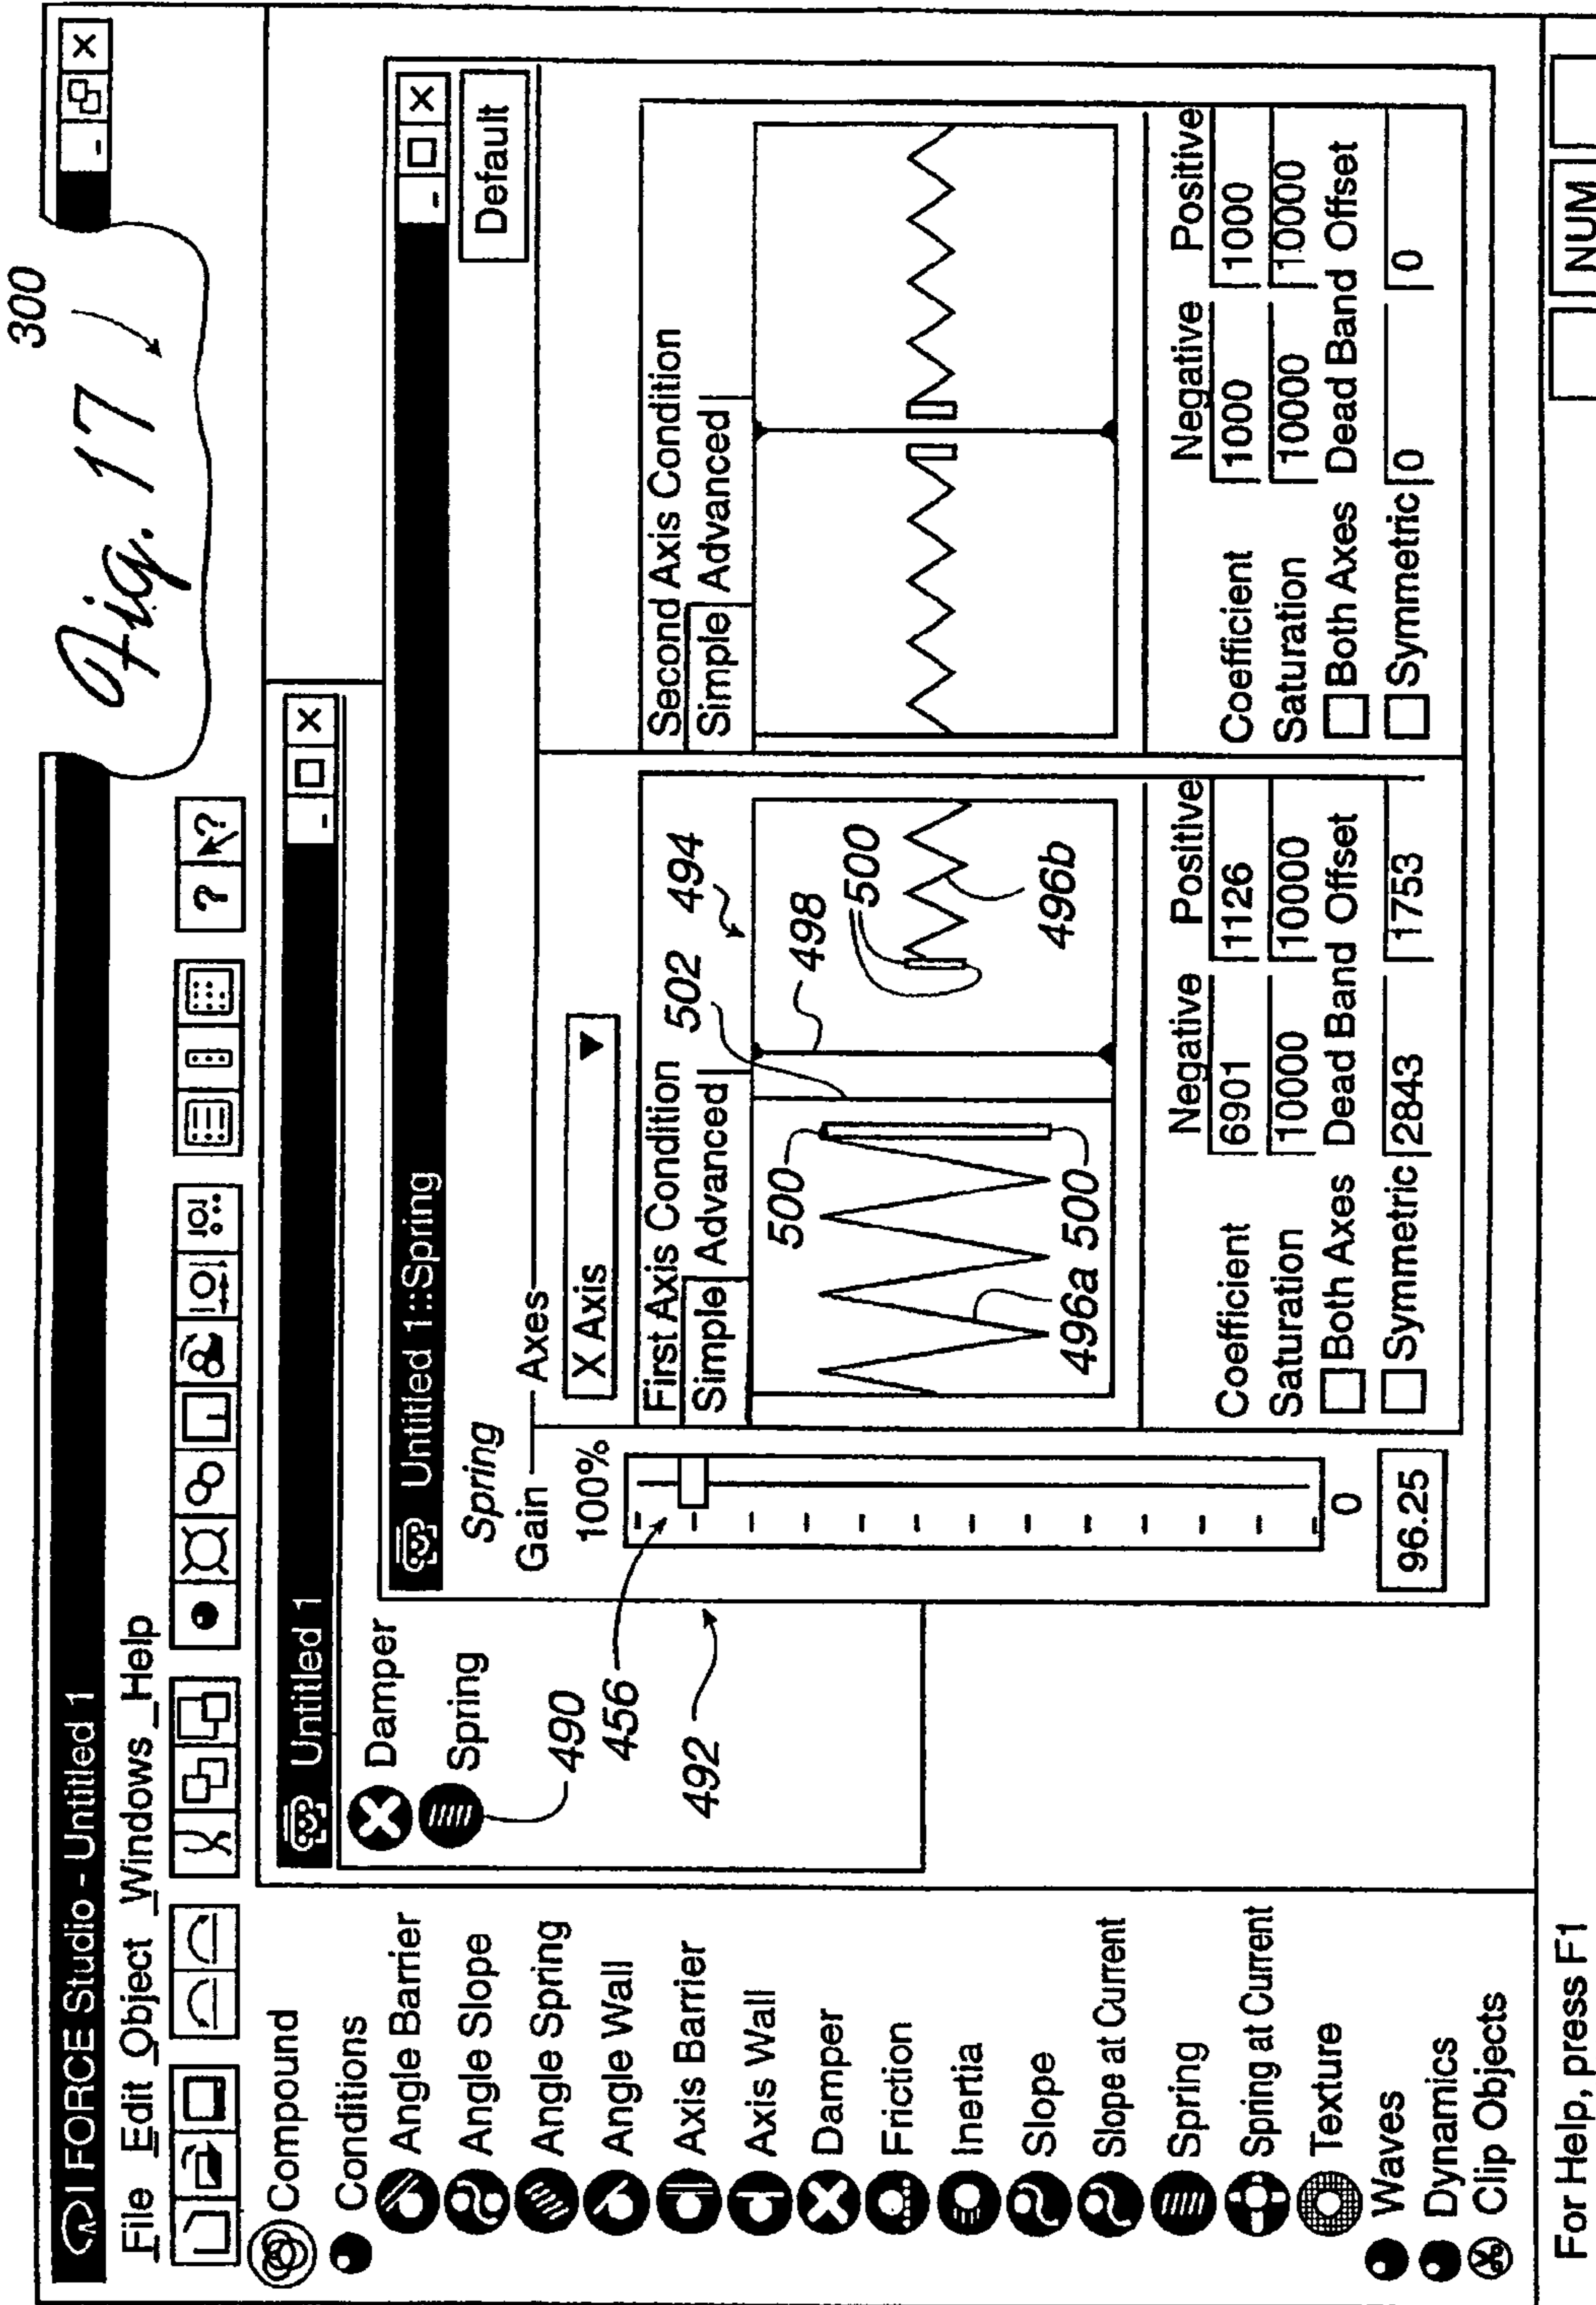 300
Fig. 17
I FORCE Studio - Untitled 1
File Edit Object Windows Help
Compound
Conditions
Angle Barrier
Angle Slope
Angle Spring
Angle Wall
Axis Barrier
Axis Wall
Damper
Friction
Inertia
Slope
Slope at Current
Spring
Spring at Current
Texture
Waves
Dynamics
Clip Objects
Untitled 1
Damper
Spring
490
456
492
Untitled 1::Spring
Spring
Default
Gain
Axes
100%
X Axis
0
96.25
First Axis Condition
502
494
Simple
Advanced
498
500
500
496a
500
496b
Negative Positive
Coefficient 6901 1126
Saturation 10000 10000
Both Axes Dead Band Offset
Symmetric 2843 1753
Second Axis Condition
Simple
Advanced
Negative Positive
Coefficient 1000 1000
Saturation 10000 10000
Both Axes Dead Band Offset
Symmetric 0 0
For Help, press F1
NUM